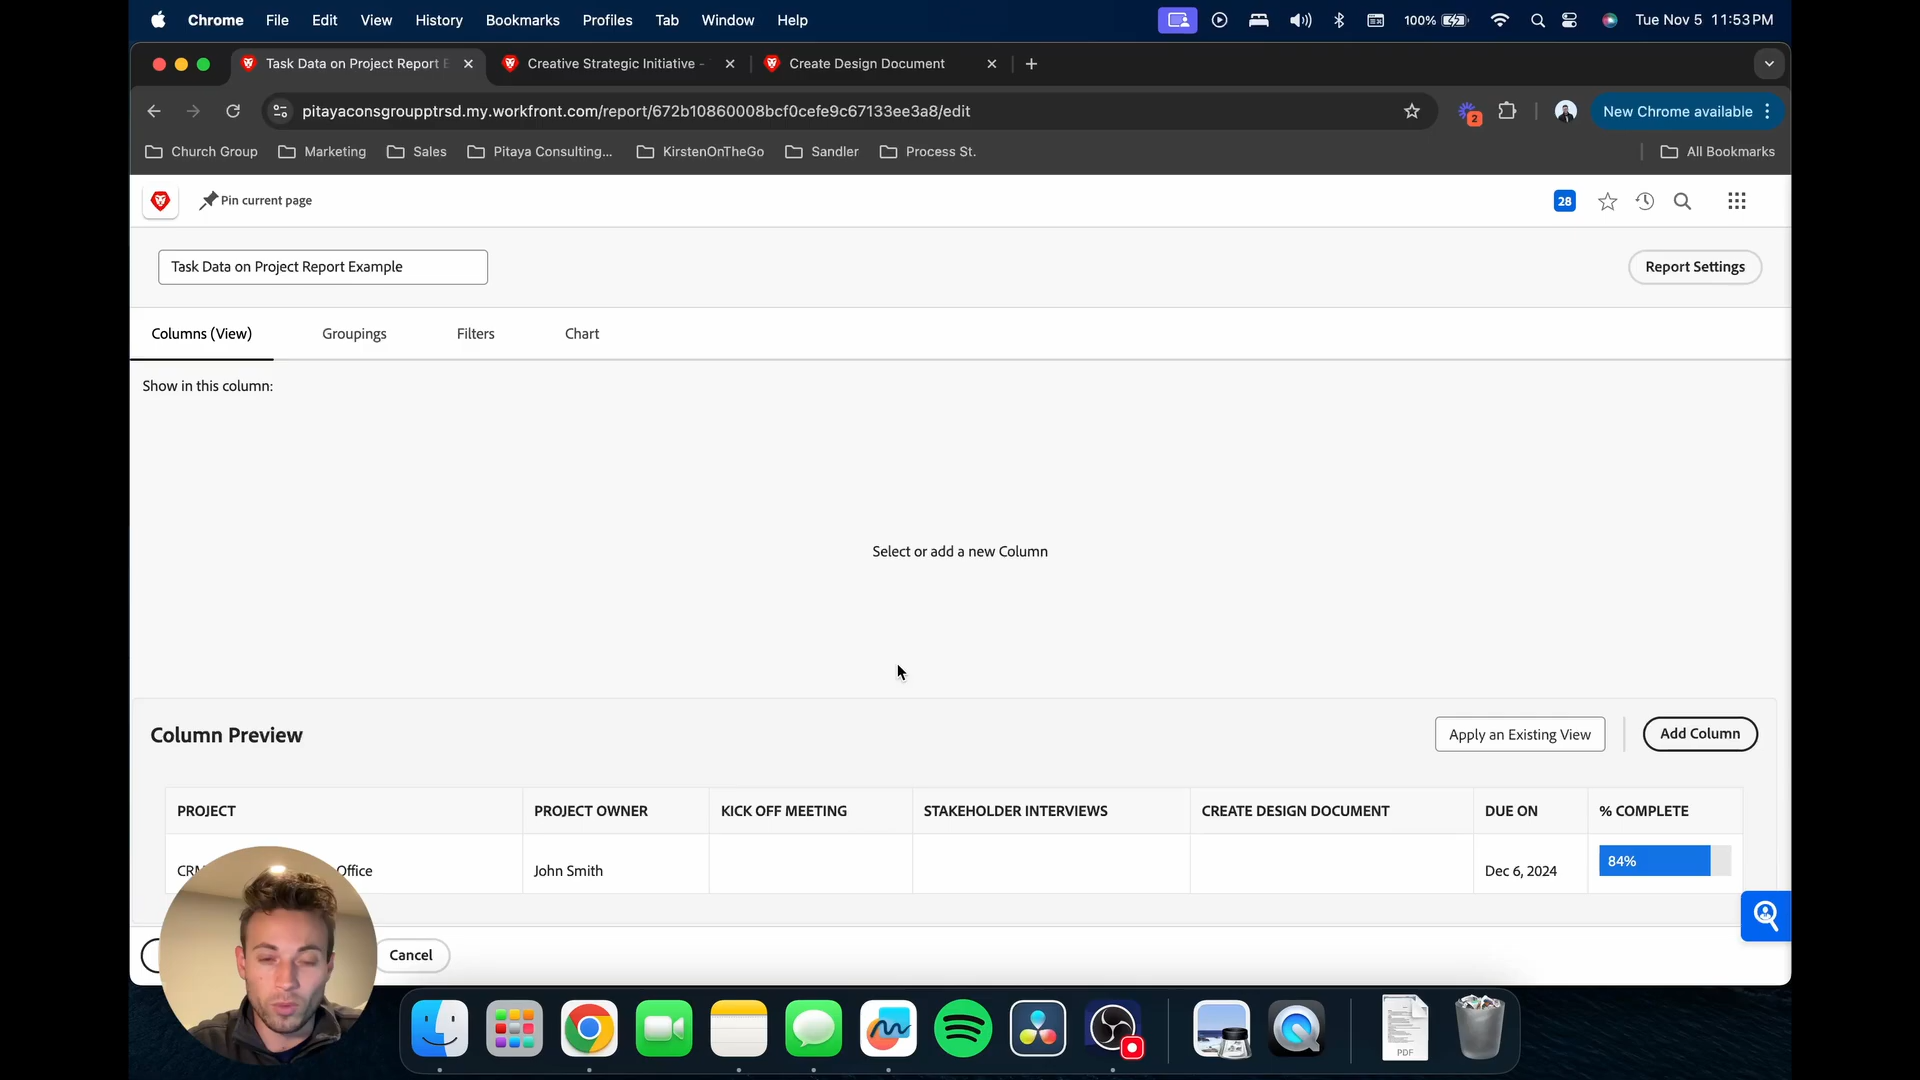 Chrome File Edit View History Bookmarks Profiles Tab Window Help 100% Tue Nov 5 11:53 PM
Task Data on Project Report E Creative Strategic Initiative - Create Design Document
pitayaconsgroupptrsd.my.workfront.com/report/672b10860008bcf0cefe9c67133ee3a8/edit 2 New Chrome available
Church Group Marketing Sales Pitaya Consulting... KirstenOnTheGo Sandler Process St. All Bookmarks
Pin current page 28
Task Data on Project Report Example Report Settings
Columns (View) Groupings Filters Chart
Show in this column:
Select or add a new Column
Column Preview Apply an Existing View Add Column
PROJECT PROJECT OWNER KICK OFF MEETING STAKEHOLDER INTERVIEWS CREATE DESIGN DOCUMENT DUE ON % COMPLETE
Office John Smith Dec 6, 2024 84%
Cancel
PDF